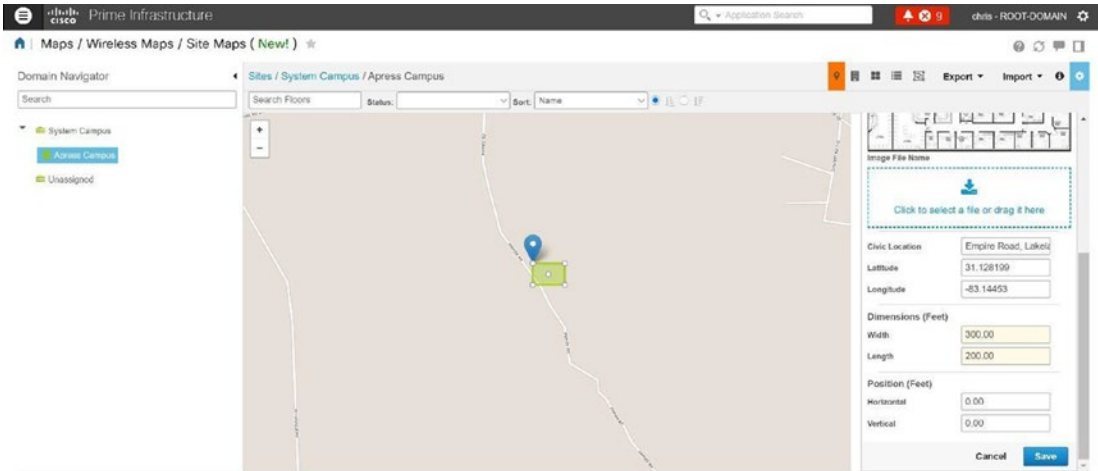 cisco Prime Infrastructure
Application Search
9
chris - ROOT-DOMAIN
Maps / Wireless Maps / Site Maps ( New! )
Domain Navigator
Sites / System Campus / Apress Campus
Export
Import
Search
Search Floors
Status:
Sort:
Name
System Campus
Apress Campus
Unassigned
+
−
Image File Name
Click to select a file or drag it here
Civic Location
Empire Road, Lakela
Latitude
31.128199
Longitude
-83.14453
Dimensions (Feet)
Width
300.00
Length
200.00
Position (Feet)
Horizontal
0.00
Vertical
0.00
Cancel
Save